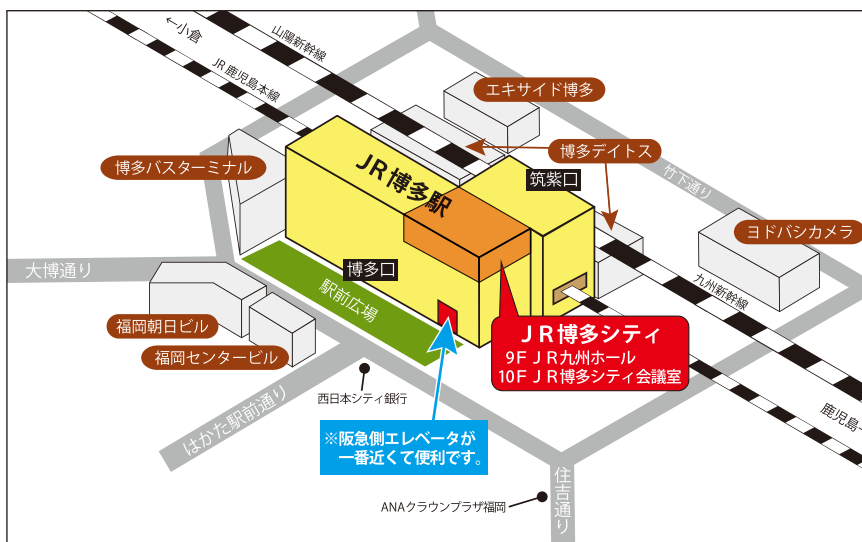 ←小倉
山陽新幹線
JR鹿児島本線
エキサイド博多
博多デイトス
博多バスターミナル
JR博多駅
筑紫口
竹下通り
ヨドバシカメラ
大博通り
博多口
駅前広場
九州新幹線
福岡朝日ビル
福岡センタービル
JR博多シティ
9F JR九州ホール
10F JR博多シティ会議室
西日本シティ銀行
はかた駅前通り
※阪急側エレベータが
一番近くて便利です。
鹿児島→
住吉通り
ANAクラウンプラザ福岡